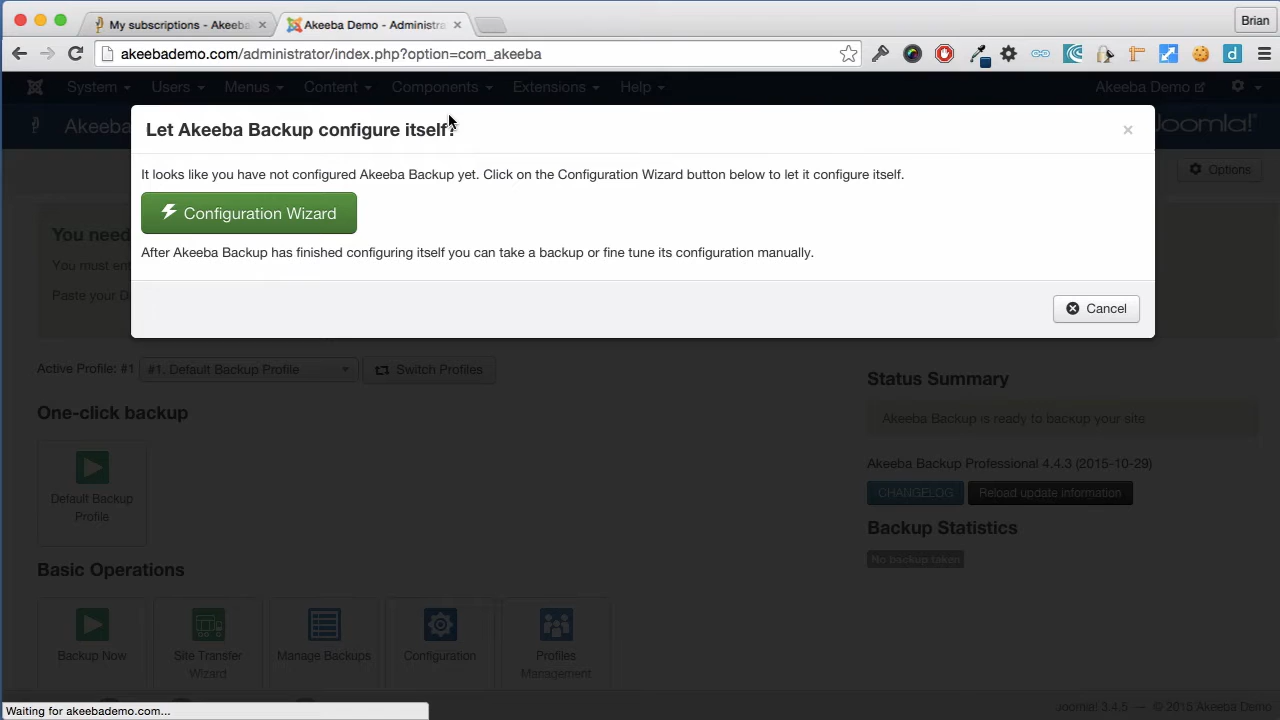 My subscriptions - Akeeba
Akeeba Demo - Administra
Brian
akeebademo.com/administrator/index.php?option=com_akeeba
System Users Menus Content Components Extensions Help Akeeba Demo
Akeeba
Joomla!
Let Akeeba Backup configure itself?
Options
It looks like you have not configured Akeeba Backup yet. Click on the Configuration Wizard button below to let it configure itself.
Configuration Wizard
After Akeeba Backup has finished configuring itself you can take a backup or fine tune its configuration manually.
Cancel
You need
You must
Paste your
Active Profile: #1 #1. Default Backup Profile Switch Profiles
One-click backup
Default Backup
Profile
Basic Operations
Backup Now
Site Transfer
Wizard
Manage Backups
Configuration
Profiles
Management
Status Summary
Akeeba Backup is ready to backup your site
Akeeba Backup Professional 4.4.3 (2015-10-29)
CHANGELOG Reload update information
Backup Statistics
No backup taken
Waiting for akeebademo.com...
Joomla! 3.4.5 — © 2015 Akeeba Demo